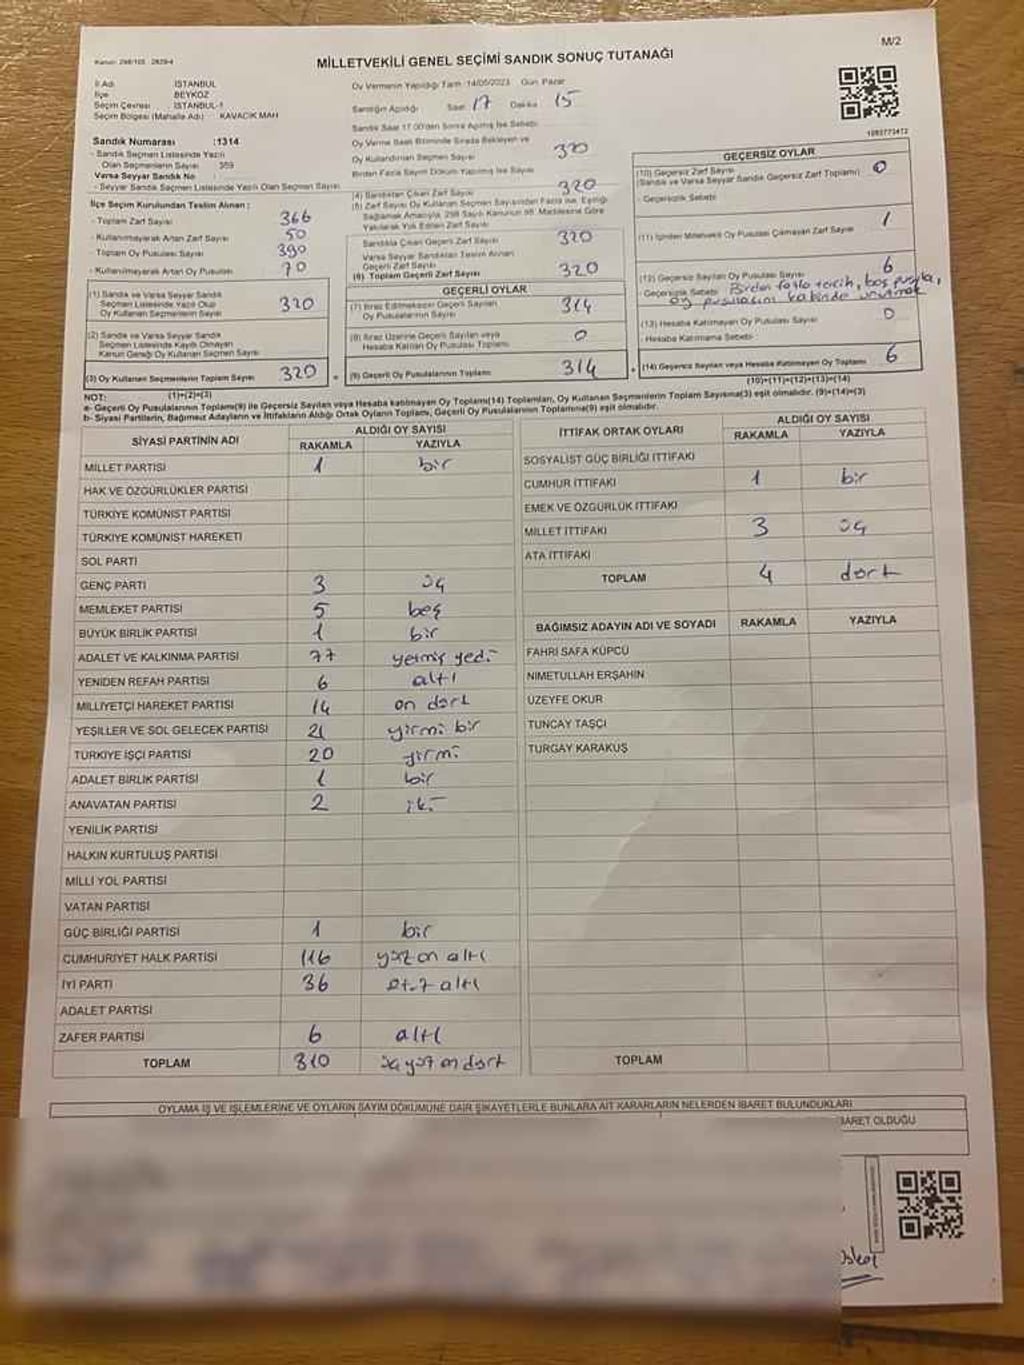 M/2
Kanun: 298/105 - 2839/4
MİLLETVEKİLİ GENEL SEÇİMİ SANDIK SONUÇ TUTANAĞI
İl Adı : İSTANBUL
İlçe : BEYKOZ
Seçim Çevresi : İSTANBUL-1
Seçim Bölgesi (Mahalle Adı) : KAVACIK MAH
Sandık Numarası :1314
- Sandık Seçmen Listesinde Yazılı
Olan Seçmenlerin Sayısı : 359
Varsa Seyyar Sandık No
- Seyyar Sandık Seçmen Listesinde Yazılı Olan Seçmen Sayısı
İlçe Seçim Kurulundan Teslim Alınan ;
- Toplam Zarf Sayısı 366
- Kullanılmayarak Artan Zarf Sayısı 50
- Toplam Oy Pusulası Sayısı 390
- Kullanılmayarak Artan Oy Pusulası 70
(1) Sandık ve Varsa Seyyar Sandık
Seçmen Listesinde Yazılı Olup
Oy Kullanan Seçmenlerin Sayısı 320
(2) Sandık ve Varsa Seyyar Sandık
Seçmen Listesinde Kayıtlı Olmayan
Kanun Gereği Oy Kullanan Seçmen Sayısı
(3) Oy Kullanan Seçmenlerin Toplam Sayısı 320
(1)+(2)=(3)
Oy Vermenin Yapıldığı Tarih :14/05/2023 Gün: Pazar
Sandığın Açıldığı Saat 17 Dakika 15
Sandık Saat 17.00'den Sonra Açılmış İse Sebebi
Oy Verme Saati Bitiminde Sırada Bekleyen ve
Oy Kullandırılan Seçmen Sayısı 320
Birden Fazla Sayım Döküm Yapılmış İse Sayısı
(4) Sandıktan Çıkan Zarf Sayısı 320
(5) Zarf Sayısı Oy Kullanan Seçmen Sayısından Fazla ise, Eşitliği
Sağlamak Amacıyla, 298 Sayılı Kanunun 98. Maddesine Göre
Yakılarak Yok Edilen Zarf Sayısı
Sandıkta Çıkan Geçerli Zarf Sayısı 320
Varsa Seyyar Sandıktan Teslim Alınan
Geçerli Zarf Sayısı
(6) Toplam Geçerli Zarf Sayısı 320
GEÇERLİ OYLAR
(7) İtiraz Edilmeksizin Geçerli Sayılan
Oy Pusulalarının Sayısı 314
(8) İtiraz Üzerine Geçerli Sayılan veya
Hesaba Katılan Oy Pusulası Toplamı 0
(9) Geçerli Oy Pusulalarının Toplamı 314
1093773472
GEÇERSİZ OYLAR
(10) Geçersiz Zarf Sayısı
(Sandık ve Varsa Seyyar Sandık Geçersiz Zarf Toplamı) 0
- Geçersizlik Sebebi
(11) İçinden Milletvekili Oy Pusulası Çıkmayan Zarf Sayısı 1
(12) Geçersiz Sayılan Oy Pusulası Sayısı 6
- Geçersizlik Sebebi Birden fazla tercih, boş pusula,
oy pusulasını kabinde unutmak
(13) Hesaba Katılmayan Oy Pusulası Sayısı 0
- Hesaba Katılmama Sebebi
(14) Geçersiz Sayılan veya Hesaba Katılmayan Oy Toplamı 6
(10)+(11)+(12)+(13)=(14)
NOT:
a- Geçerli Oy Pusulalarının Toplamı(9) ile Geçersiz Sayılan veya Hesaba katılmayan Oy Toplamı(14) Toplamları, Oy Kullanan Seçmenlerin Toplam Sayısına(3) eşit olmalıdır. (9)+(14)=(3)
b- Siyasi Partilerin, Bağımsız Adayların ve İttifakların Aldığı Ortak Oyların Toplamı, Geçerli Oy Pusulalarının Toplamına(9) eşit olmalıdır.
SİYASİ PARTİNİN ADI ALDIĞI OY SAYISI
RAKAMLA YAZIYLA
MİLLET PARTİSİ 1 bir
HAK VE ÖZGÜRLÜKLER PARTİSİ
TÜRKİYE KOMÜNİST PARTİSİ
TÜRKİYE KOMÜNİST HAREKETİ
SOL PARTİ
GENÇ PARTİ 3 üç
MEMLEKET PARTİSİ 5 beş
BÜYÜK BİRLİK PARTİSİ 1 bir
ADALET VE KALKINMA PARTİSİ 77 yetmiş yedi
YENİDEN REFAH PARTİSİ 6 altı
MİLLİYETÇİ HAREKET PARTİSİ 14 on dört
YEŞİLLER VE SOL GELECEK PARTİSİ 21 yirmi bir
TÜRKİYE İŞÇİ PARTİSİ 20 yirmi
ADALET BİRLİK PARTİSİ 1 bir
ANAVATAN PARTİSİ 2 iki
YENİLİK PARTİSİ
HALKIN KURTULUŞ PARTİSİ
MİLLİ YOL PARTİSİ
VATAN PARTİSİ
GÜÇ BİRLİĞİ PARTİSİ 1 bir
CUMHURİYET HALK PARTİSİ 116 yüz on altı
İYİ PARTİ 36 otuz altı
ADALET PARTİSİ
ZAFER PARTİSİ 6 altı
TOPLAM 310 üç yüz on dört
İTTİFAK ORTAK OYLARI ALDIĞI OY SAYISI
RAKAMLA YAZIYLA
SOSYALİST GÜÇ BİRLİĞİ İTTİFAKI
CUMHUR İTTİFAKI 1 bir
EMEK VE ÖZGÜRLÜK İTTİFAKI
MİLLET İTTİFAKI 3 üç
ATA İTTİFAKI
TOPLAM 4 dört
BAĞIMSIZ ADAYIN ADI VE SOYADI RAKAMLA YAZIYLA
FAHRİ SAFA KÜPÇÜ
NİMETULLAH ERŞAHİN
ÜZEYFE OKUR
TUNCAY TAŞÇI
TURGAY KARAKUŞ
TOPLAM
OYLAMA İŞ VE İŞLEMLERİNE VE OYLARIN SAYIM DÖKÜMÜNE DAİR ŞİKAYETLERLE BUNLARA AİT KARARLARIN NELERDEN İBARET BULUNDUKLARI
İBARET OLDUĞU